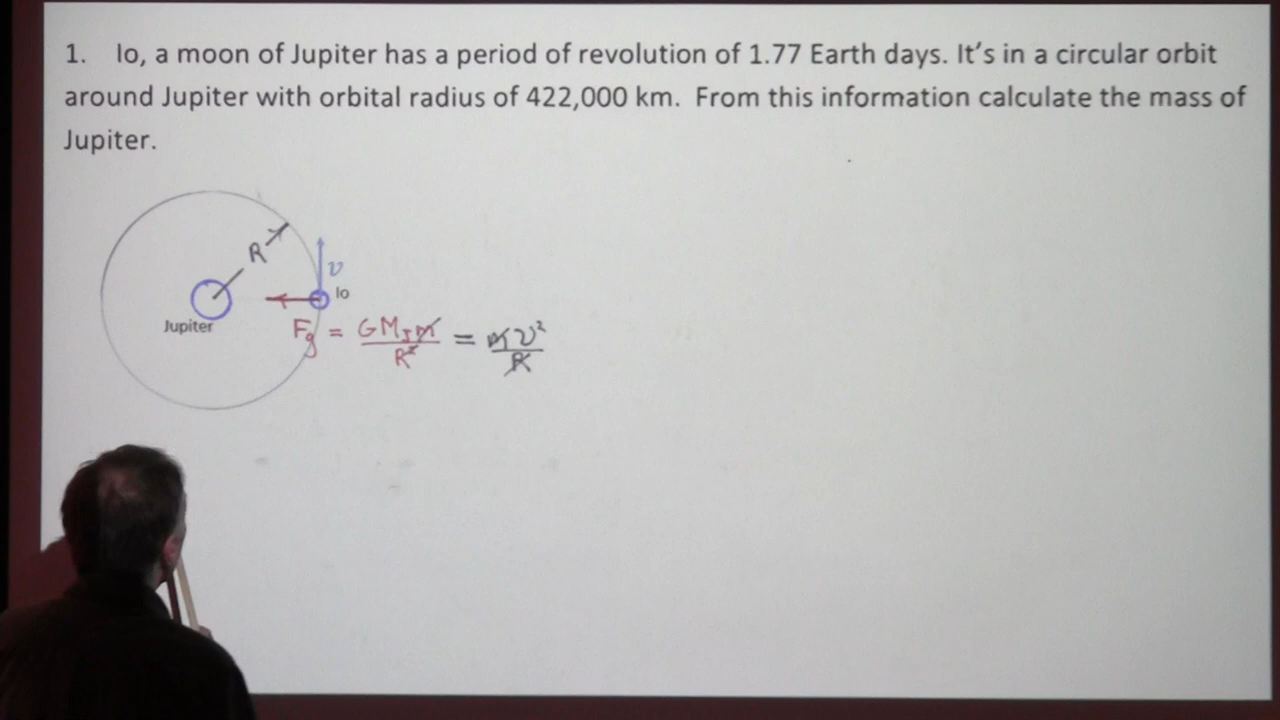 1. Io, a moon of Jupiter has a period of revolution of 1.77 Earth days. It's in a circular orbit
around Jupiter with orbital radius of 422,000 km. From this information calculate the mass of
Jupiter.
R
v
Io
Jupiter
F_g = GM_Jm/R² = mv²/R